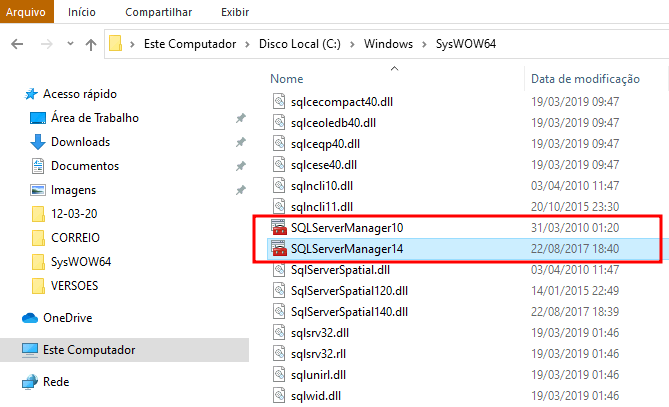 Arquivo Início Compartilhar Exibir
Este Computador > Disco Local (C:) > Windows > SysWOW64
Nome Data de modificação
Acesso rápido
Área de Trabalho
Downloads
Documentos
Imagens
12-03-20
CORREIO
SysWOW64
VERSOES
OneDrive
Este Computador
Rede
sqlcecompact40.dll 19/03/2019 09:47
sqlceoledb40.dll 19/03/2019 09:47
sqlceqp40.dll 19/03/2019 09:47
sqlcese40.dll 19/03/2019 09:47
sqlncli10.dll 03/04/2010 11:47
sqlncli11.dll 20/10/2015 23:30
SQLServerManager10 31/03/2010 01:20
SQLServerManager14 22/08/2017 18:40
SqlServerSpatial.dll 03/04/2010 11:47
SqlServerSpatial120.dll 14/01/2015 22:49
SqlServerSpatial140.dll 22/08/2017 18:39
sqlsrv32.dll 19/03/2019 01:46
sqlsrv32.rll 19/03/2019 01:46
sqlunirl.dll 19/03/2019 01:46
sqlwid.dll 19/03/2019 01:46